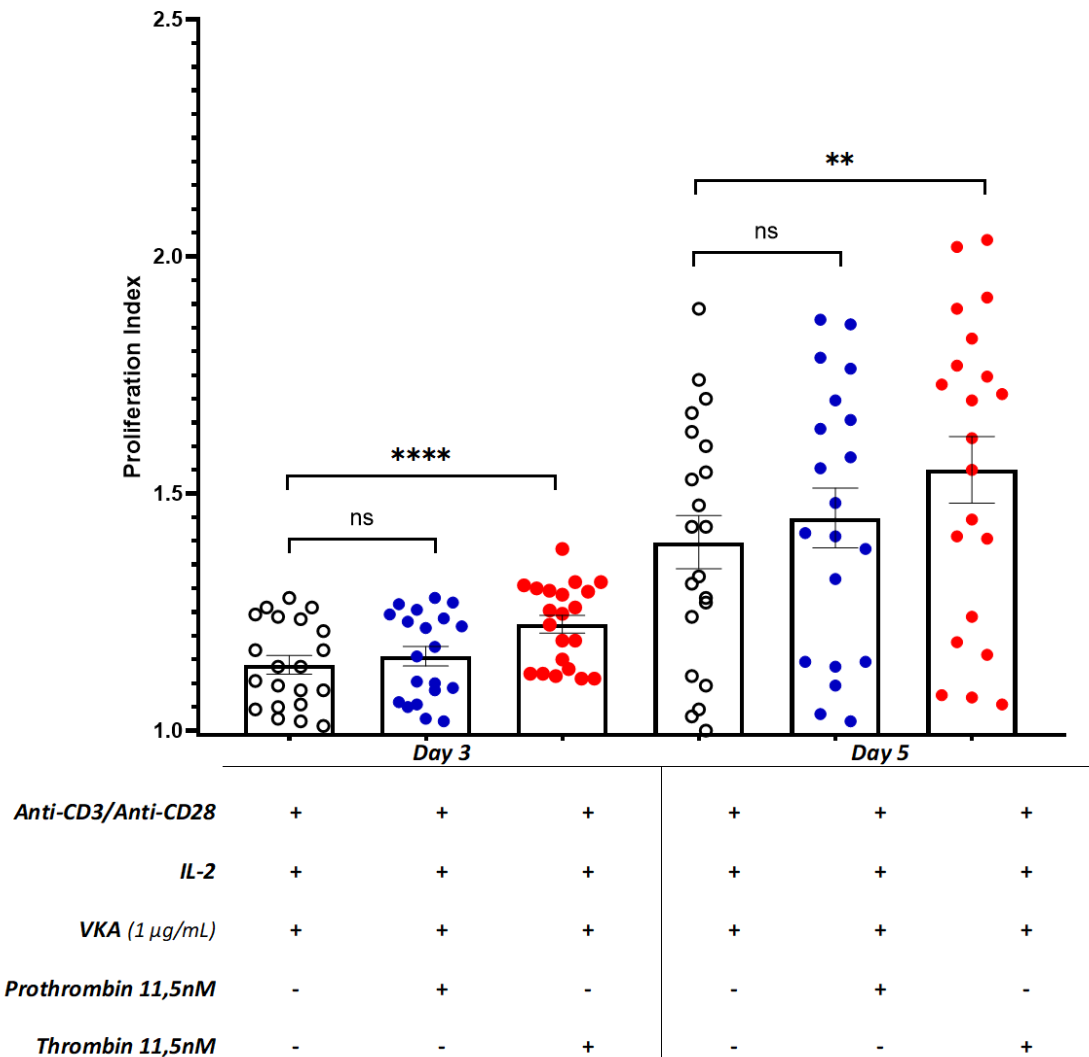 2.5
**
ns
2.0
Proliferation Index
****
1.5
ns
1.0
Day 3 Day 5
Anti-CD3/Anti-CD28 + + + + + +
IL-2 + + + + + +
VKA (1 µg/mL) + + + + + +
Prothrombin 11,5nM - + - - + -
Thrombin 11,5nM - - + - - +